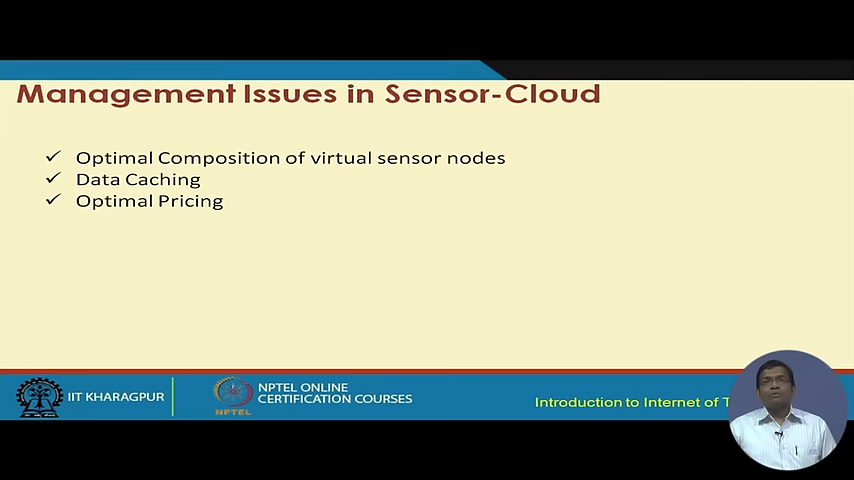 Management Issues in Sensor-Cloud
✓ Optimal Composition of virtual sensor nodes
✓ Data Caching
✓ Optimal Pricing
IIT KHARAGPUR
NPTEL
NPTEL ONLINE
CERTIFICATION COURSES
Introduction to Internet of